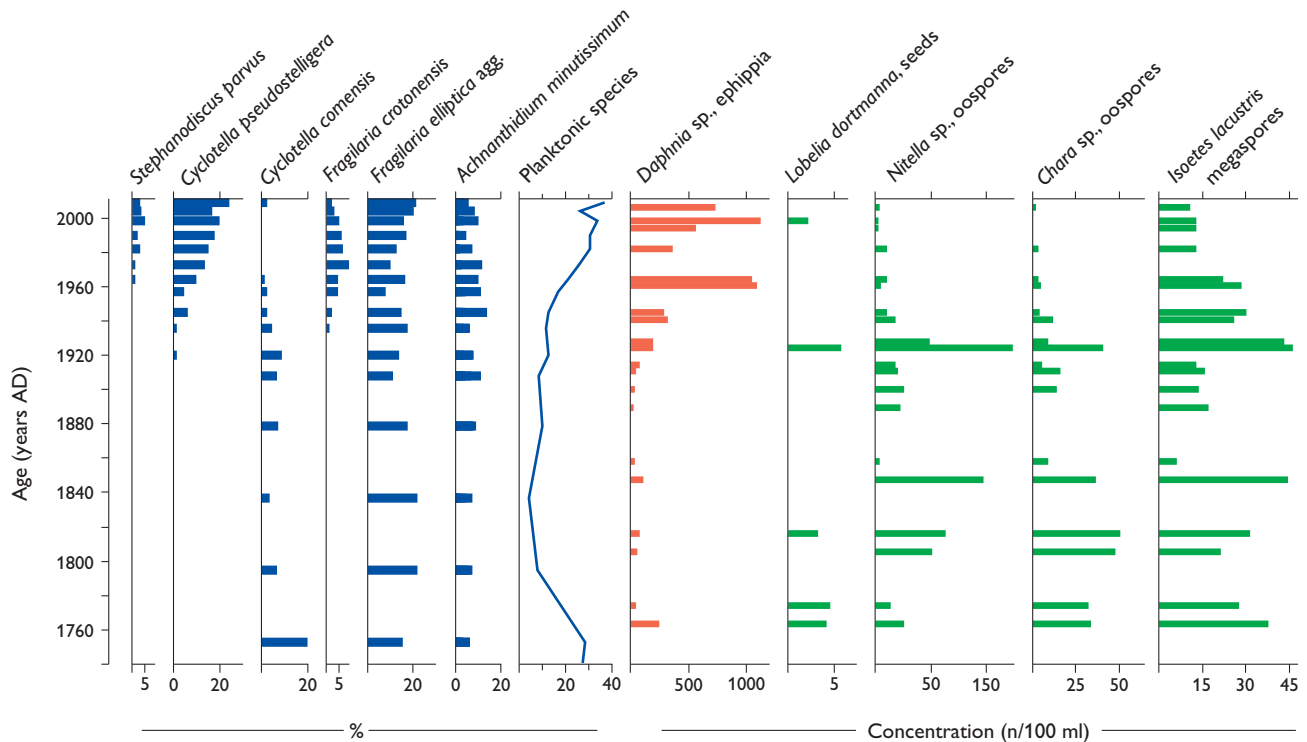 Stephanodiscus parvus
Cyclotella pseudostelligera
Cyclotella comensis
Fragilaria crotonensis
Fragilaria elliptica agg.
Achnanthidium minutissimum
Planktonic species
Daphnia sp., ephippia
Lobelia dortmanna, seeds
Nitella sp., oospores
Chara sp., oospores
Isoetes lacustris
megaspores
Age (years AD)
2000
1960
1920
1880
1840
1800
1760
5 0 20 20 5 20 0 20 0 20 40 500 1000 5 50 150 25 50 15 30 45
% Concentration (n/100 ml)